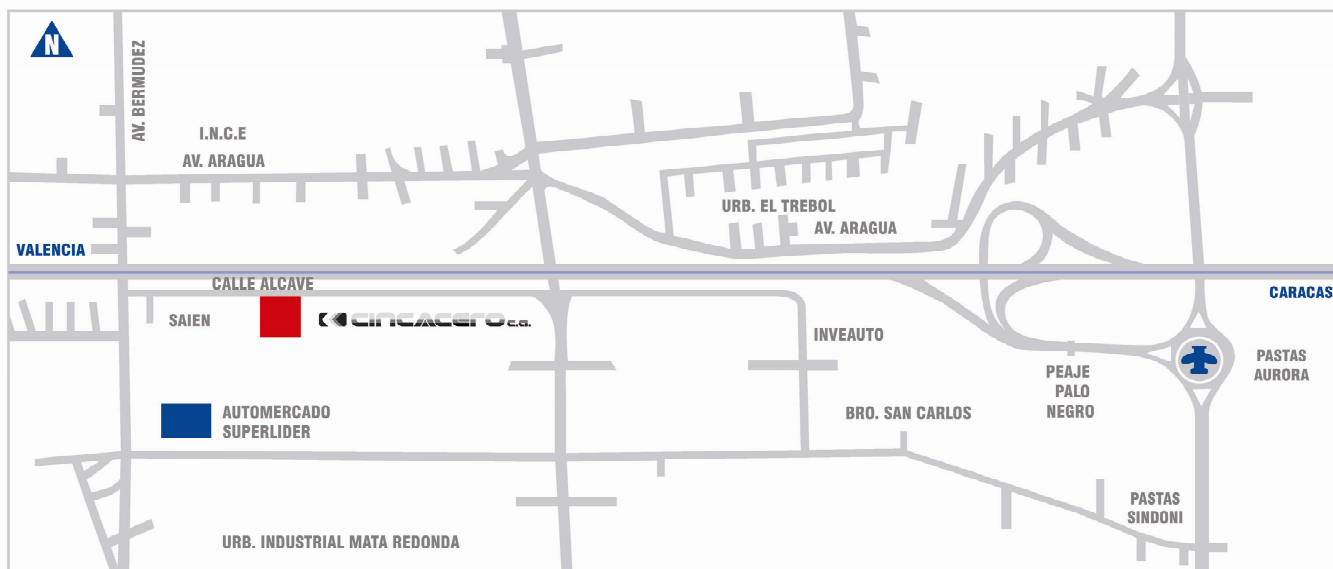 N
AV. BERMUDEZ
I.N.C.E
AV. ARAGUA
URB. EL TREBOL
AV. ARAGUA
VALENCIA
CALLE ALCAVE
CARACAS
SAIEN
CINCACERO c.a.
INVEAUTO
PASTAS
AURORA
PEAJE
PALO
NEGRO
AUTOMERCADO
SUPERLIDER
BRO. SAN CARLOS
PASTAS
SINDONI
URB. INDUSTRIAL MATA REDONDA